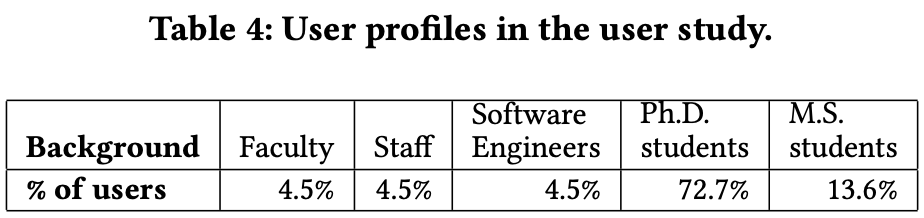 Table 4: User profiles in the user study.
Background Faculty Staff Software Engineers Ph.D. students M.S. students
% of users 4.5% 4.5% 4.5% 72.7% 13.6%